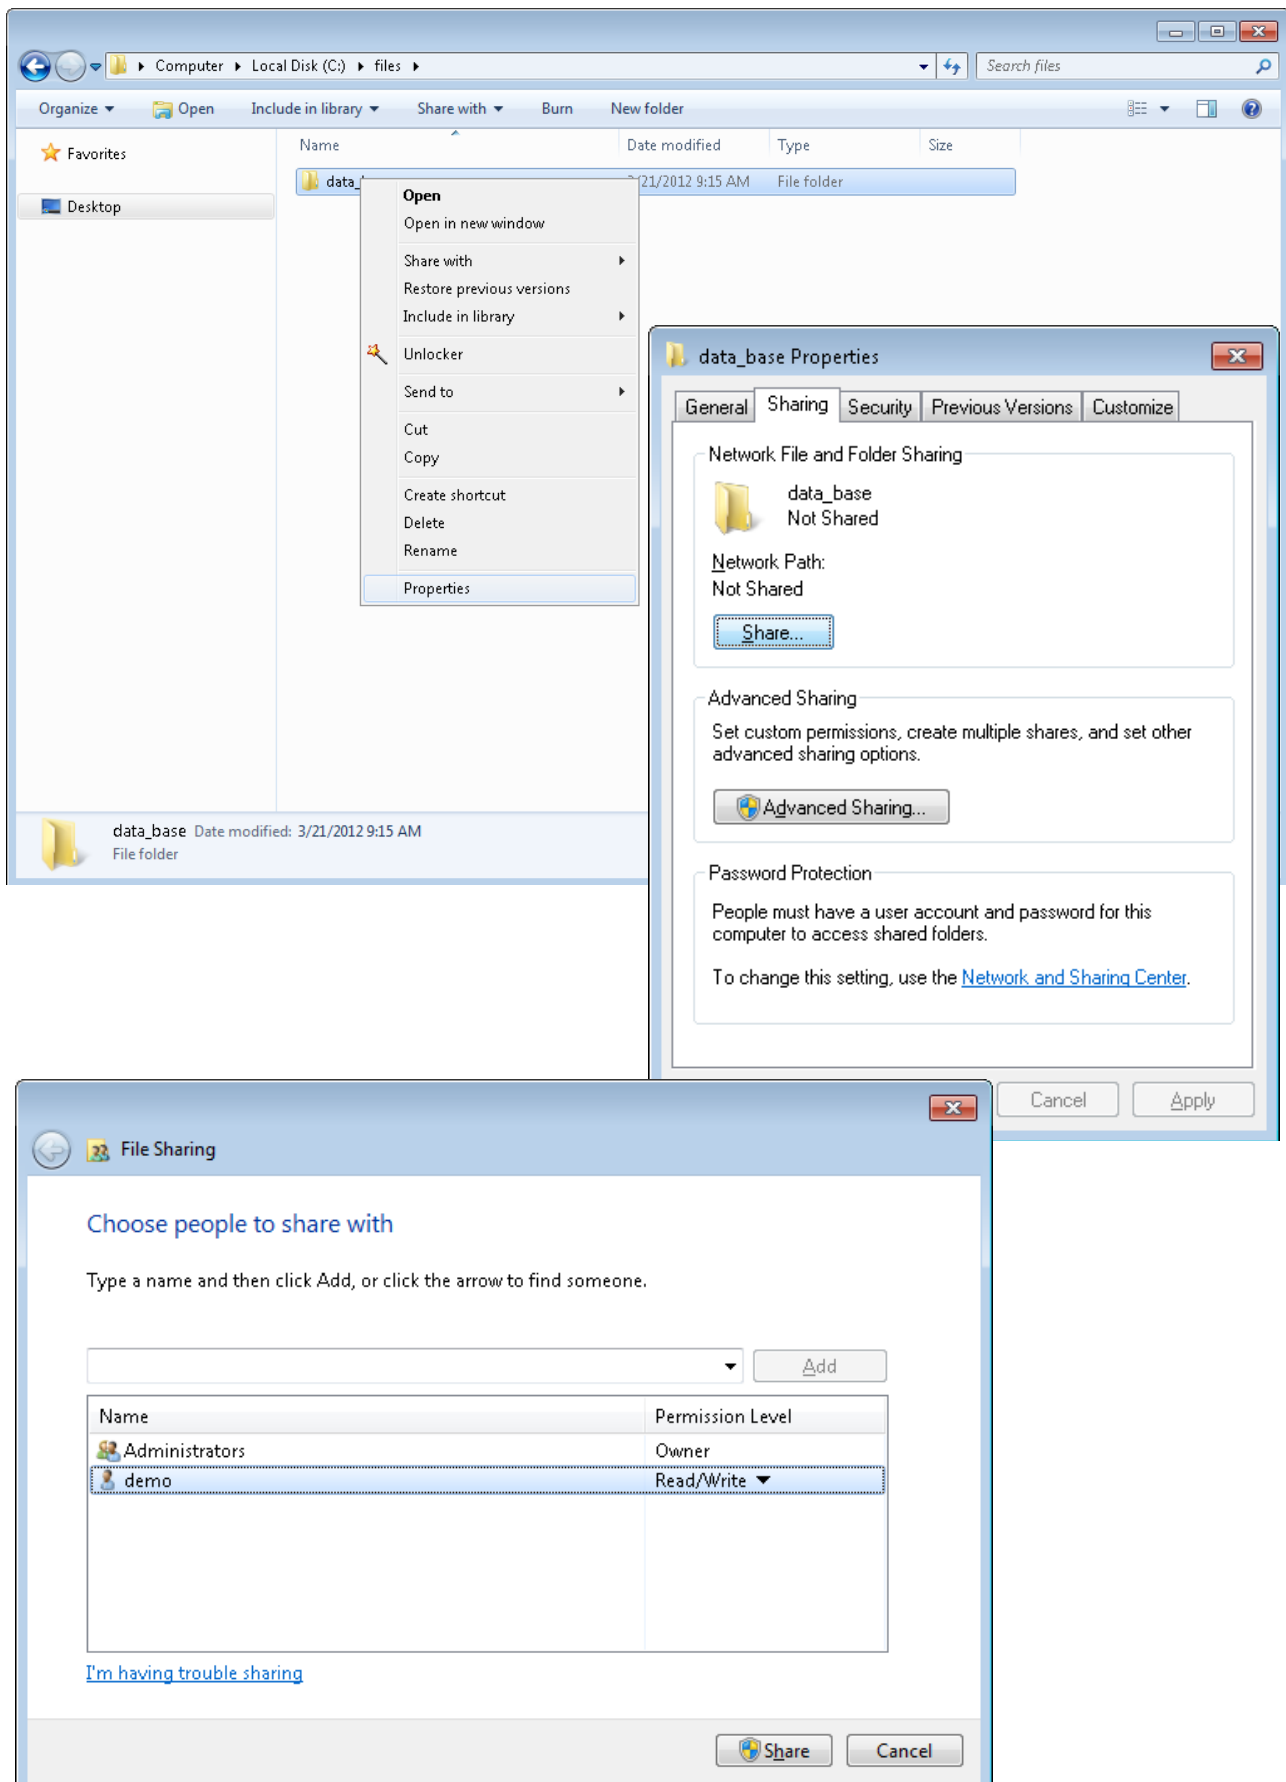 Computer Local Disk (C:) files
Search files
Organize Open Include in library Share with Burn New folder
Favorites
Desktop
Name Date modified Type Size
data_ /21/2012 9:15 AM File folder
Open
Open in new window
Share with
Restore previous versions
Include in library
Unlocker
Send to
Cut
Copy
Create shortcut
Delete
Rename
Properties
data_base Date modified: 3/21/2012 9:15 AM
File folder
data_base Properties
General Sharing Security Previous Versions Customize
Network File and Folder Sharing
data_base
Not Shared
Network Path:
Not Shared
Share...
Advanced Sharing
Set custom permissions, create multiple shares, and set other
advanced sharing options.
Advanced Sharing...
Password Protection
People must have a user account and password for this
computer to access shared folders.
To change this setting, use the Network and Sharing Center.
Cancel Apply
File Sharing
Choose people to share with
Type a name and then click Add, or click the arrow to find someone.
Add
Name Permission Level
Administrators Owner
demo Read/Write
I'm having trouble sharing
Share Cancel